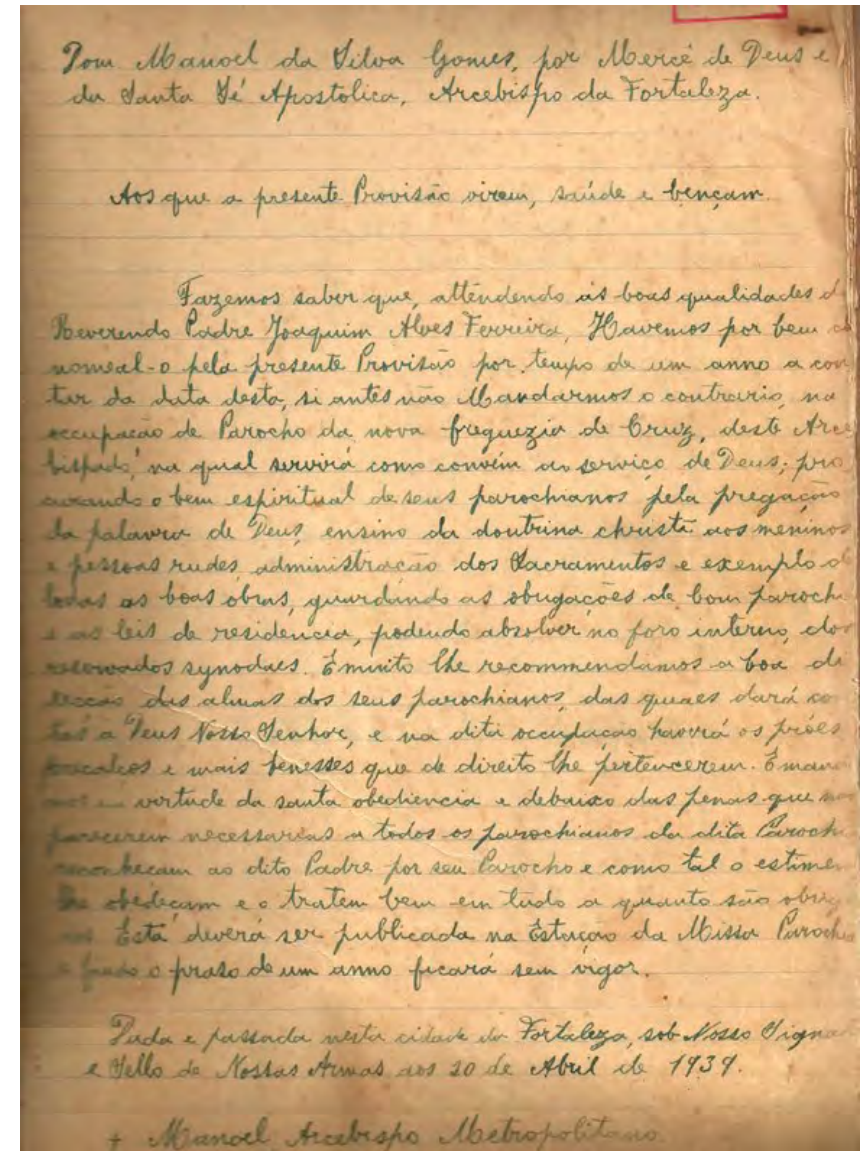 Dom Manoel da Silva Gomes, por Mercê de Deus e
da Santa Sé Apostolica, Arcebispo da Fortaleza.
Aos que a presente Provisão virem, saúde e bençam.
Fazemos saber que, attendendo ás boas qualidades d
Reverendo Padre Joaquim Alves Ferreira, Havemos por bem
nomeal-o pela presente Provisão por tempo de um anno a con
tar da data desta, si antes não Mandarmos o contrario, na
occupação de Parocho da nova freguezia de Cruz, deste Arce
bispado, na qual servirá como convém ao serviço de Deus; pro
curando o bem espiritual de seus parochianos pela pregação
da palavra de Deus, ensino da doutrina christã aos meninos
e pessoas rudes, administração dos Sacramentos e exemplo d
todas as boas obras, guardando as obrigações de bom paroch
e as leis de residencia, podendo absolver no foro interno, dos
reservados synodaes. E muito lhe recommendamos a boa di
recção das almas dos seus parochianos, das quaes dará con
tas a Deus Nosso Senhor, e na dita occupação haverá os próes
precalços e mais benesses que de direito lhe pertencerem. E man
em virtude da santa obediencia e debaixo das penas que nos
parecerem necessarias a todos os parochianos da dita Paroch
reconheçam ao dito Padre por seu Parocho e como tal o estimem
lhe obedeçam e o tratem bem em tudo a quanto são obrig
Esta deverá ser publicada na Estação da Missa Paroch
e findo o praso de um anno ficará sem vigor.
Dada e passada nesta cidade da Fortaleza, sob Nosso Signa
e Sello de Nossas Armas aos 20 de Abril de 1939.
+ Manoel Arcebispo Metropolitano.